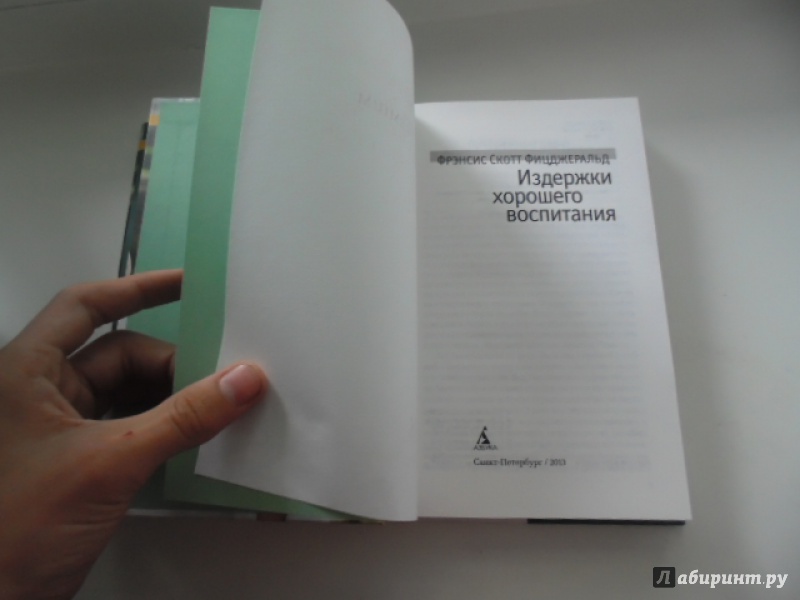 Фрэнсис Скотт Фицджеральд
Издержки
хорошего
воспитания
АЗБУКА
Санкт-Петербург / 2013
Лабиринт.ру